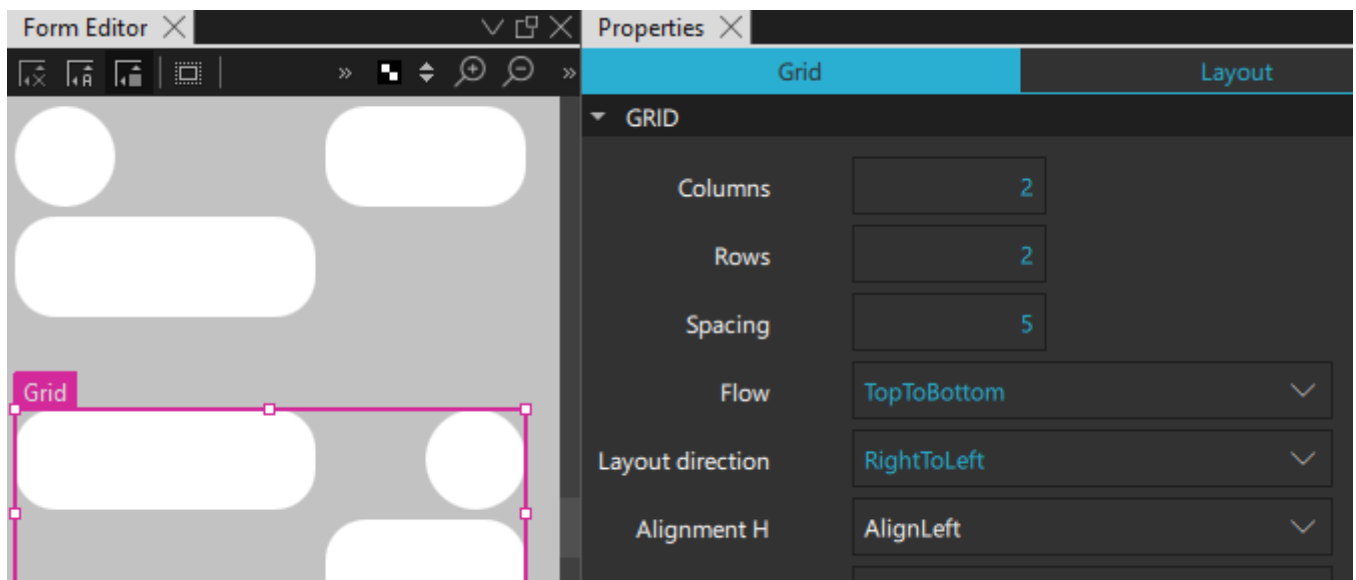 Form Editor
Properties
Grid
Layout
GRID
Columns
2
Rows
2
Spacing
5
Flow
TopToBottom
Layout direction
RightToLeft
Alignment H
AlignLeft
Grid